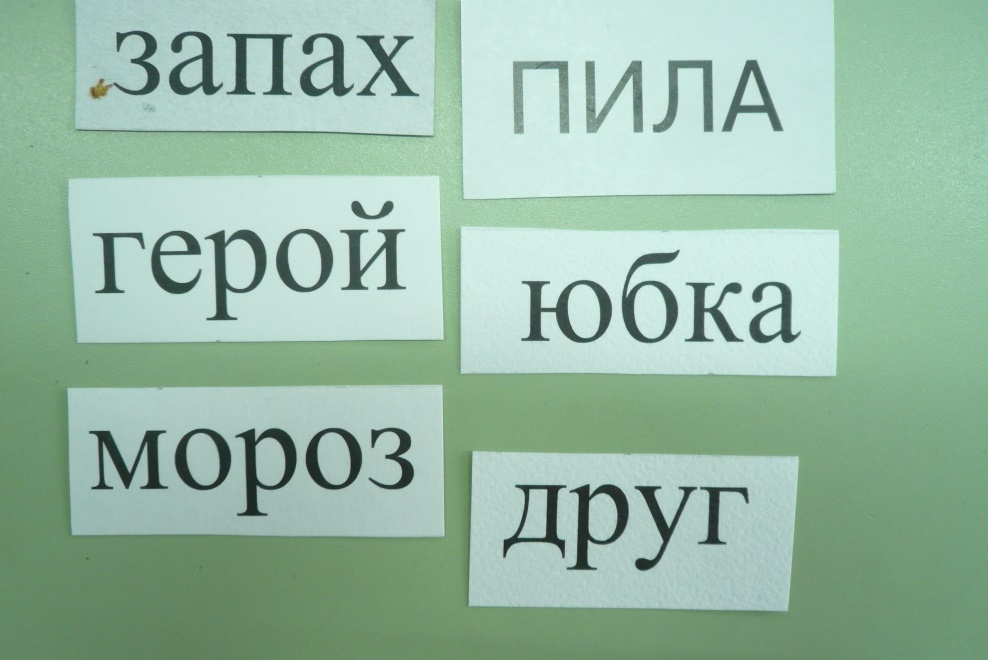 запах
ПИЛА
герой
юбка
мороз
друг